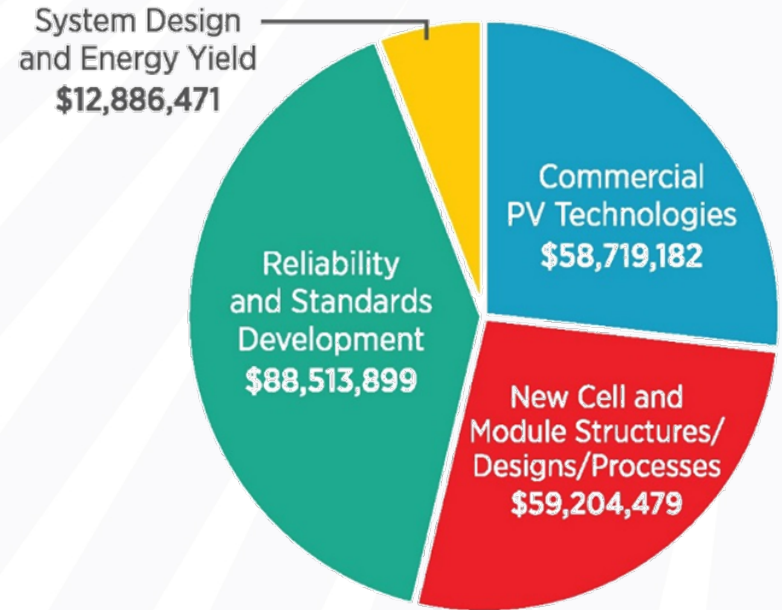 System Design
and Energy Yield
$12,886,471
Commercial
PV Technologies
$58,719,182
Reliability
and Standards
Development
$88,513,899
New Cell and
Module Structures/
Designs/Processes
$59,204,479